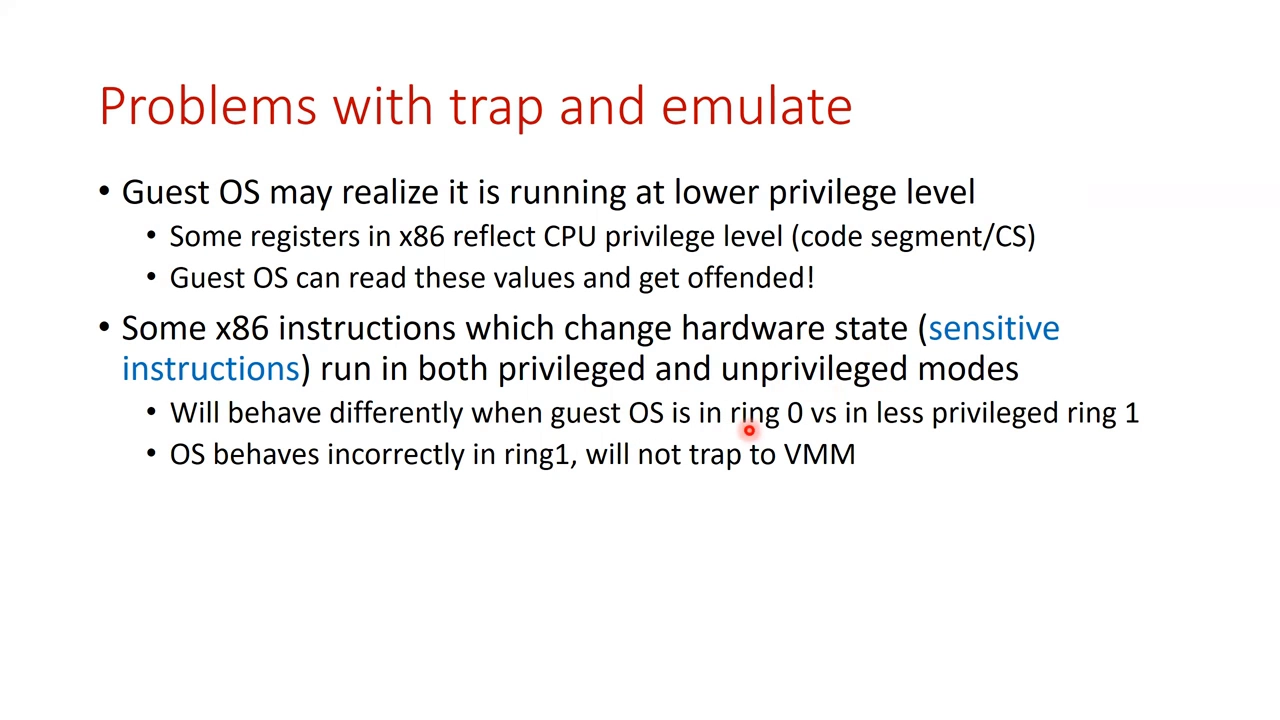 Problems with trap and emulate
• Guest OS may realize it is running at lower privilege level
• Some registers in x86 reflect CPU privilege level (code segment/CS)
• Guest OS can read these values and get offended!
• Some x86 instructions which change hardware state (sensitive
instructions) run in both privileged and unprivileged modes
• Will behave differently when guest OS is in ring 0 vs in less privileged ring 1
• OS behaves incorrectly in ring1, will not trap to VMM